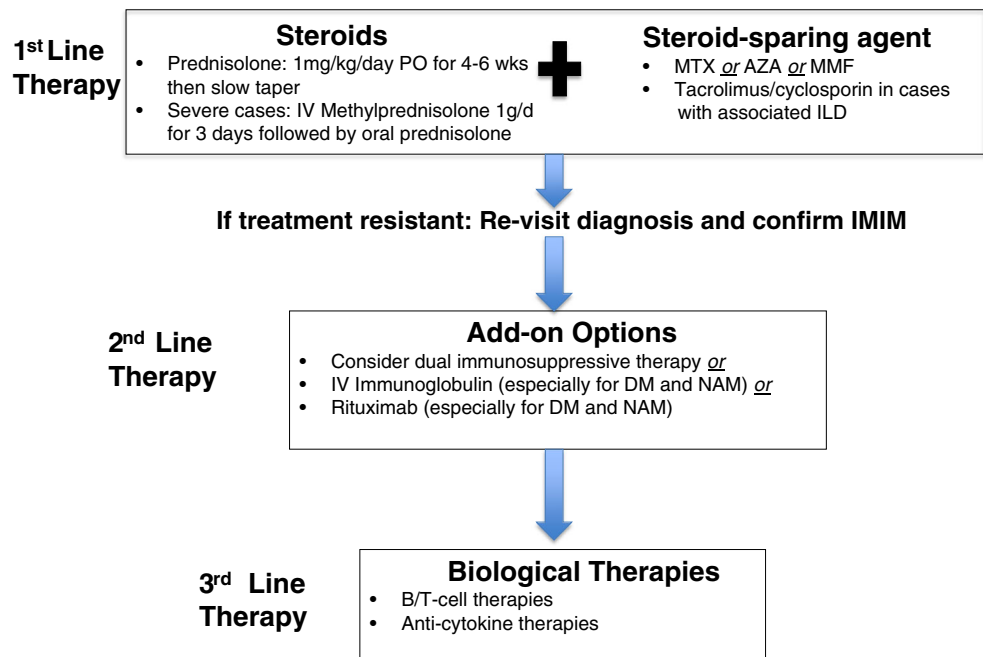 1st Line
Therapy
Steroids
• Prednisolone: 1mg/kg/day PO for 4-6 wks
then slow taper
• Severe cases: IV Methylprednisolone 1g/d
for 3 days followed by oral prednisolone
Steroid-sparing agent
• MTX or AZA or MMF
• Tacrolimus/cyclosporin in cases
with associated ILD
If treatment resistant: Re-visit diagnosis and confirm IMIM
2nd Line
Therapy
Add-on Options
• Consider dual immunosuppressive therapy or
• IV Immunoglobulin (especially for DM and NAM) or
• Rituximab (especially for DM and NAM)
3rd Line
Therapy
Biological Therapies
• B/T-cell therapies
• Anti-cytokine therapies